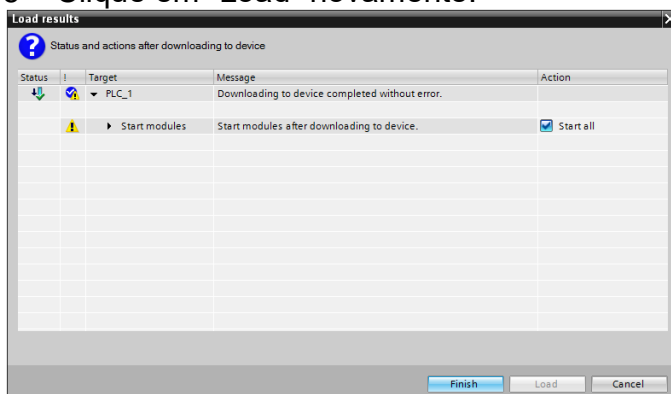 Load results
Status and actions after downloading to device
Status ! Target Message Action
PLC_1 Downloading to device completed without error.
Start modules Start modules after downloading to device. Start all
Finish Load Cancel